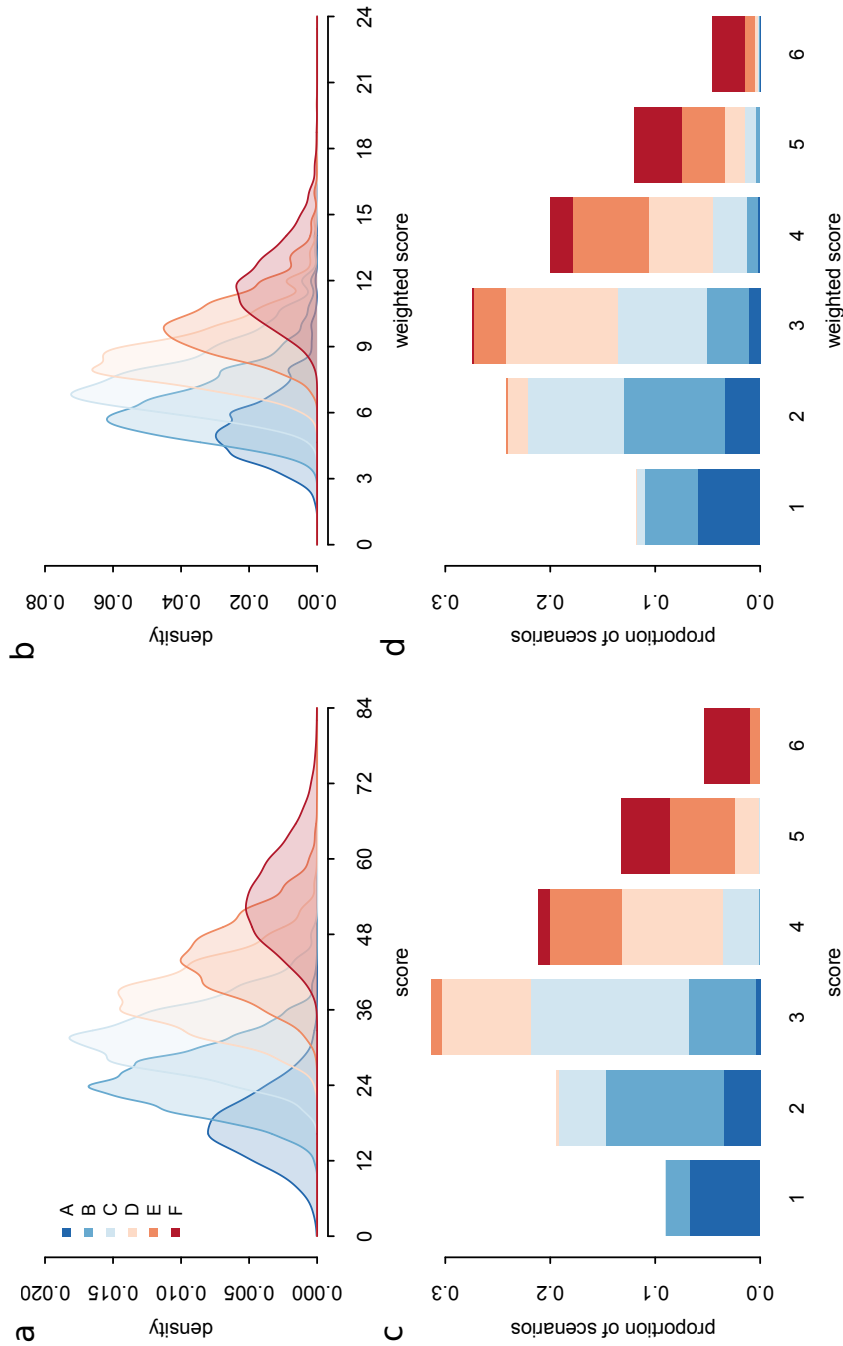 a
density
0.000
0.005
0.010
0.015
0.020
A
B
C
D
E
F
0
12
24
36
48
60
72
84
score
b
density
0.00
0.02
0.04
0.06
0.08
0
3
6
9
12
15
18
21
24
weighted score
c
proportion of scenarios
0.0
0.1
0.2
0.3
1
2
3
4
5
6
score
d
proportion of scenarios
0.0
0.1
0.2
0.3
1
2
3
4
5
6
weighted score